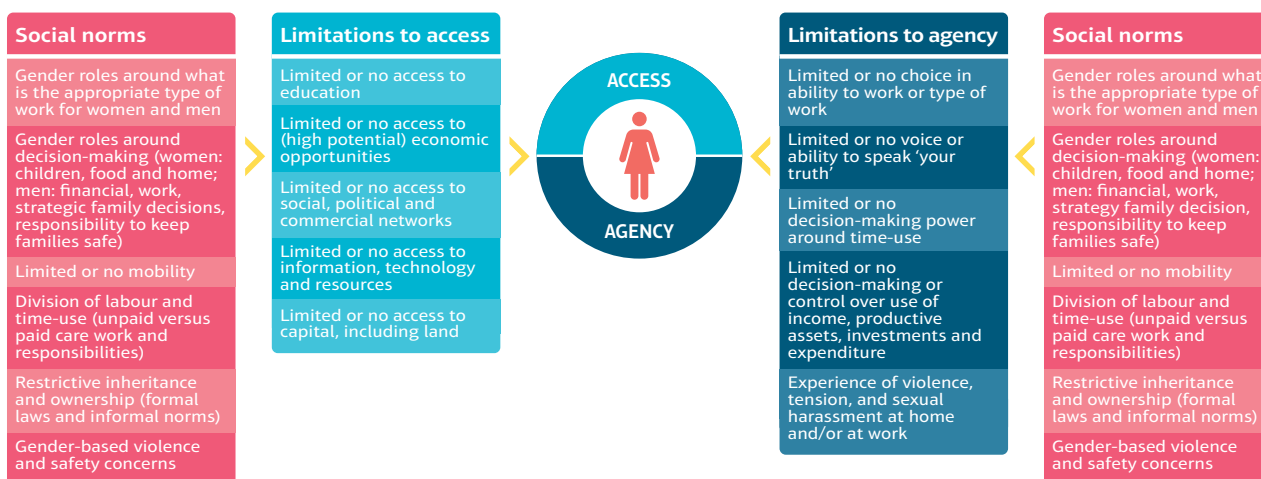 Social norms
Gender roles around what
is the appropriate type of
work for women and men
Gender roles around
decision-making (women:
children, food and home;
men: financial, work,
strategic family decisions,
responsibility to keep
families safe)
Limited or no mobility
Division of labour and
time-use (unpaid versus
paid care work and
responsibilities)
Restrictive inheritance
and ownership (formal
laws and informal norms)
Gender-based violence
and safety concerns
Limitations to access
Limited or no access to
education
Limited or no access to
(high potential) economic
opportunities
Limited or no access to
social, political and
commercial networks
Limited or no access to
information, technology
and resources
Limited or no access to
capital, including land
ACCESS
AGENCY
Limitations to agency
Limited or no choice in
ability to work or type of
work
Limited or no voice or
ability to speak ‘your
truth’
Limited or no
decision-making power
around time-use
Limited or no
decision-making or
control over use of
income, productive
assets, investments and
expenditure
Experience of violence,
tension, and sexual
harassment at home
and/or at work
Social norms
Gender roles around what
is the appropriate type of
work for women and men
Gender roles around
decision-making (women:
children, food and home;
men: financial, work,
strategy family decision,
responsibility to keep
families safe)
Limited or no mobility
Division of labour and
time-use (unpaid versus
paid care work and
responsibilities)
Restrictive inheritance
and ownership (formal
laws and informal norms)
Gender-based violence
and safety concerns